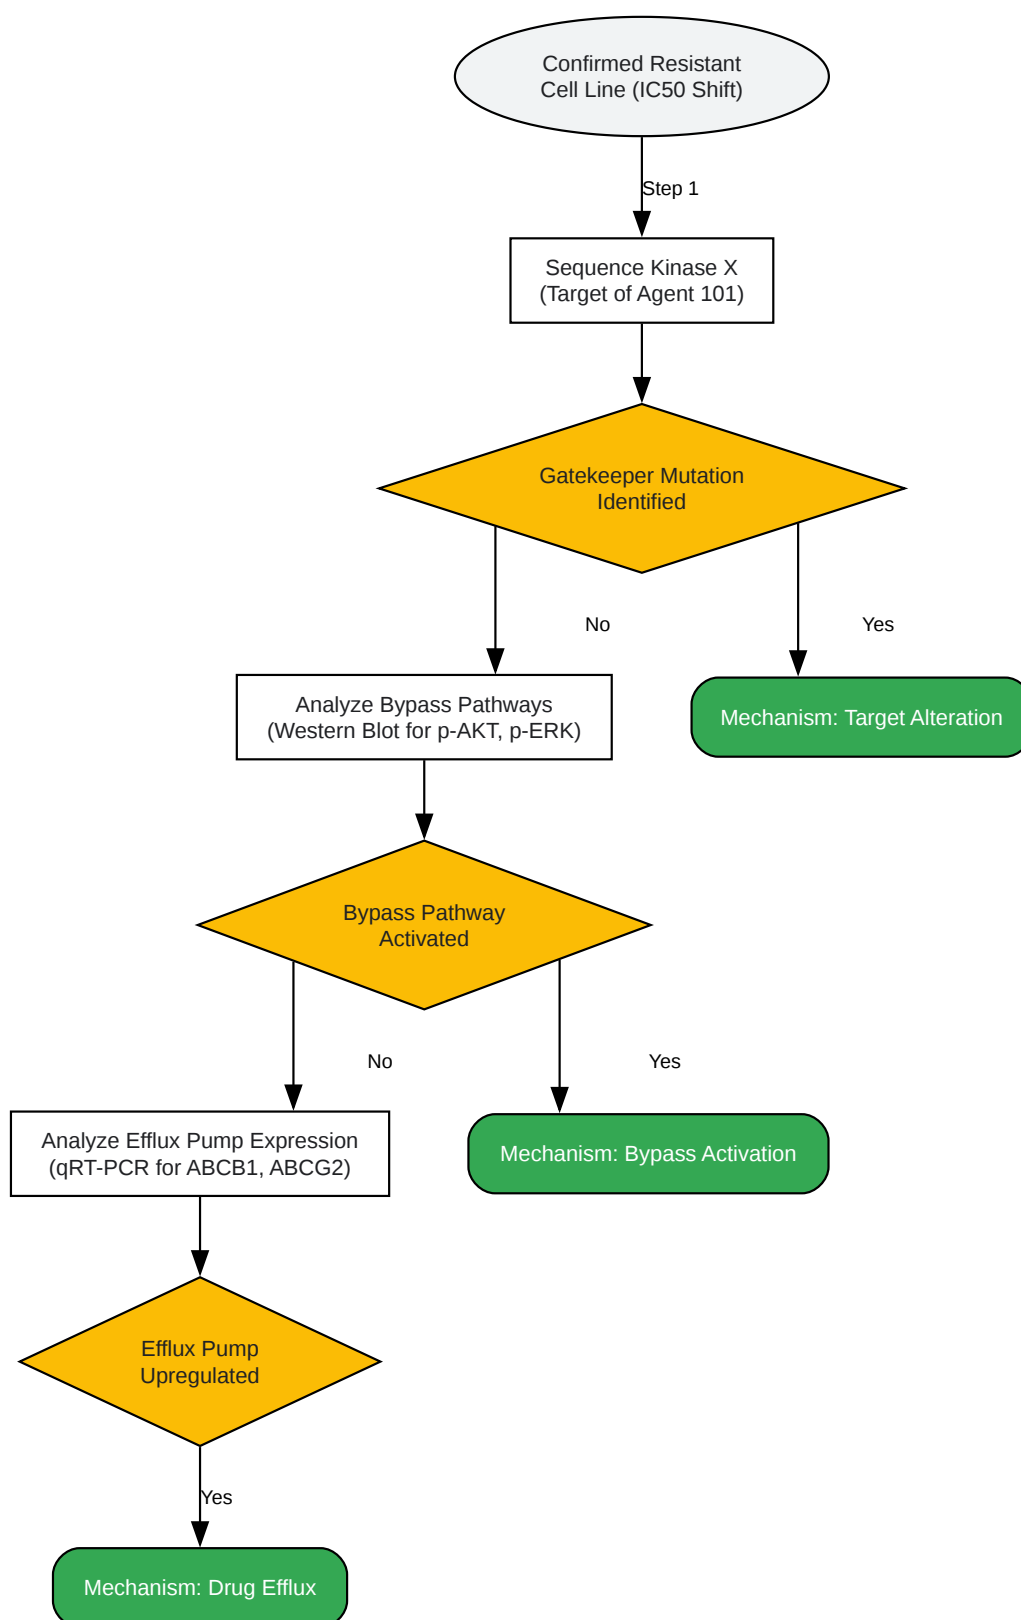 Confirmed Resistant
Cell Line (IC50 Shift)
Step 1
Sequence Kinase X
(Target of Agent 101)
Gatekeeper Mutation
Identified
No
Yes
Analyze Bypass Pathways
(Western Blot for p-AKT, p-ERK)
Mechanism: Target Alteration
Bypass Pathway
Activated
No
Yes
Analyze Efflux Pump Expression
(qRT-PCR for ABCB1, ABCG2)
Mechanism: Bypass Activation
Efflux Pump
Upregulated
Yes
Mechanism: Drug Efflux